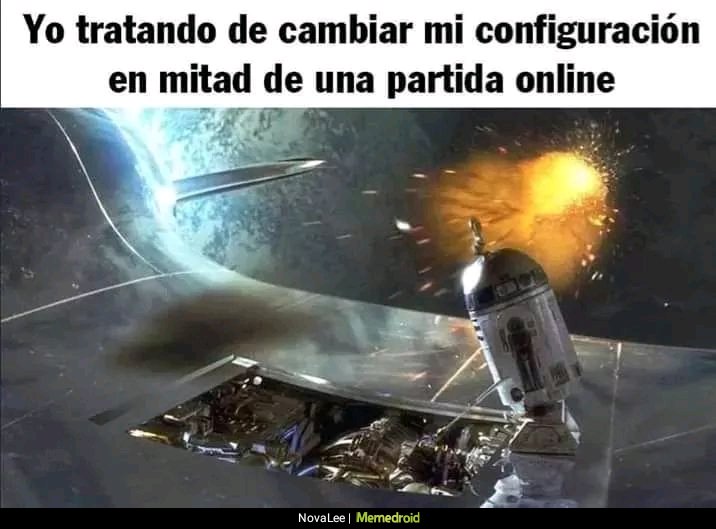 Yo tratando de cambiar mi configuración
en mitad de una partida online
NovaLee | Memedroid